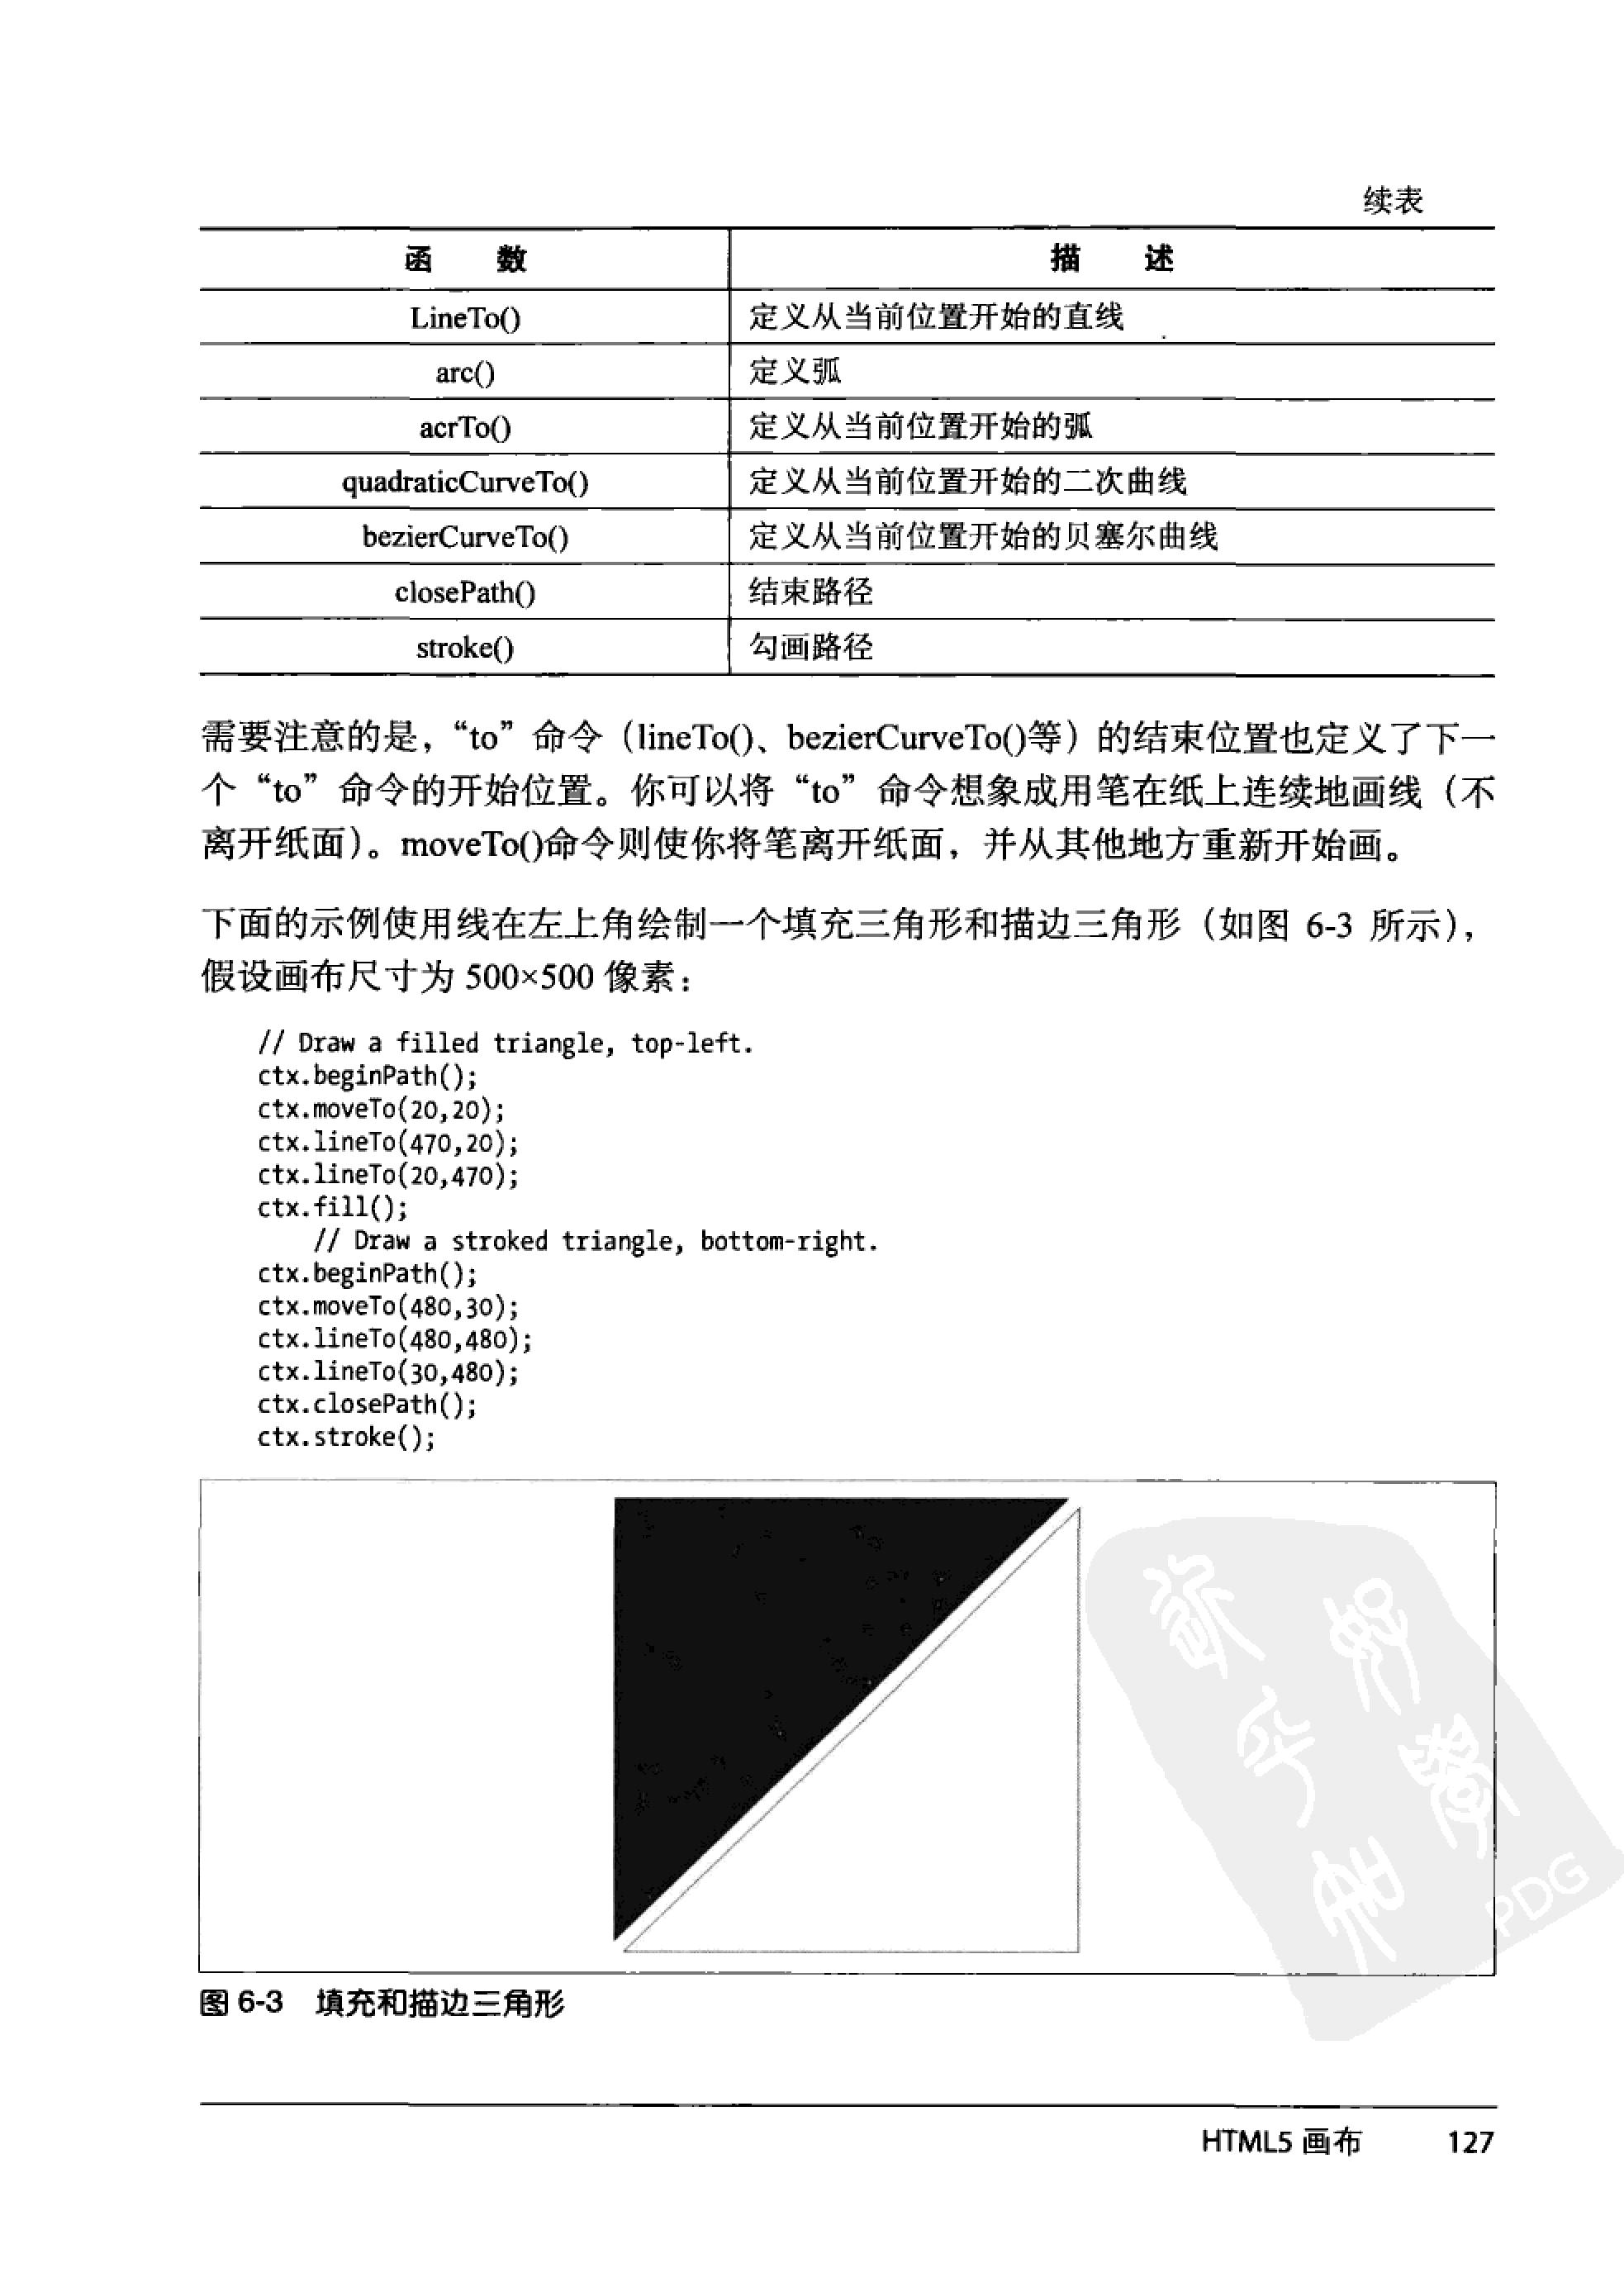 续表
函 数 描 述
LineTo() 定义从当前位置开始的直线
arc() 定义弧
acrTo() 定义从当前位置开始的弧
quadraticCurveTo() 定义从当前位置开始的二次曲线
bezierCurveTo() 定义从当前位置开始的贝塞尔曲线
closePath() 结束路径
stroke() 勾画路径
需要注意的是，“to”命令（lineTo()、bezierCurveTo()等）的结束位置也定义了下一
个“to”命令的开始位置。你可以将“to”命令想象成用笔在纸上连续地画线（不
离开纸面）。moveTo()命令则使你将笔离开纸面，并从其他地方重新开始画。
下面的示例使用线在左上角绘制一个填充三角形和描边三角形（如图 6-3 所示），
假设画布尺寸为 500×500 像素：
// Draw a filled triangle, top-left.
ctx.beginPath();
ctx.moveTo(20,20);
ctx.lineTo(470,20);
ctx.lineTo(20,470);
ctx.fill();
// Draw a stroked triangle, bottom-right.
ctx.beginPath();
ctx.moveTo(480,30);
ctx.lineTo(480,480);
ctx.lineTo(30,480);
ctx.closePath();
ctx.stroke();
PDG
图 6-3 填充和描边三角形
HTML5 画布 127